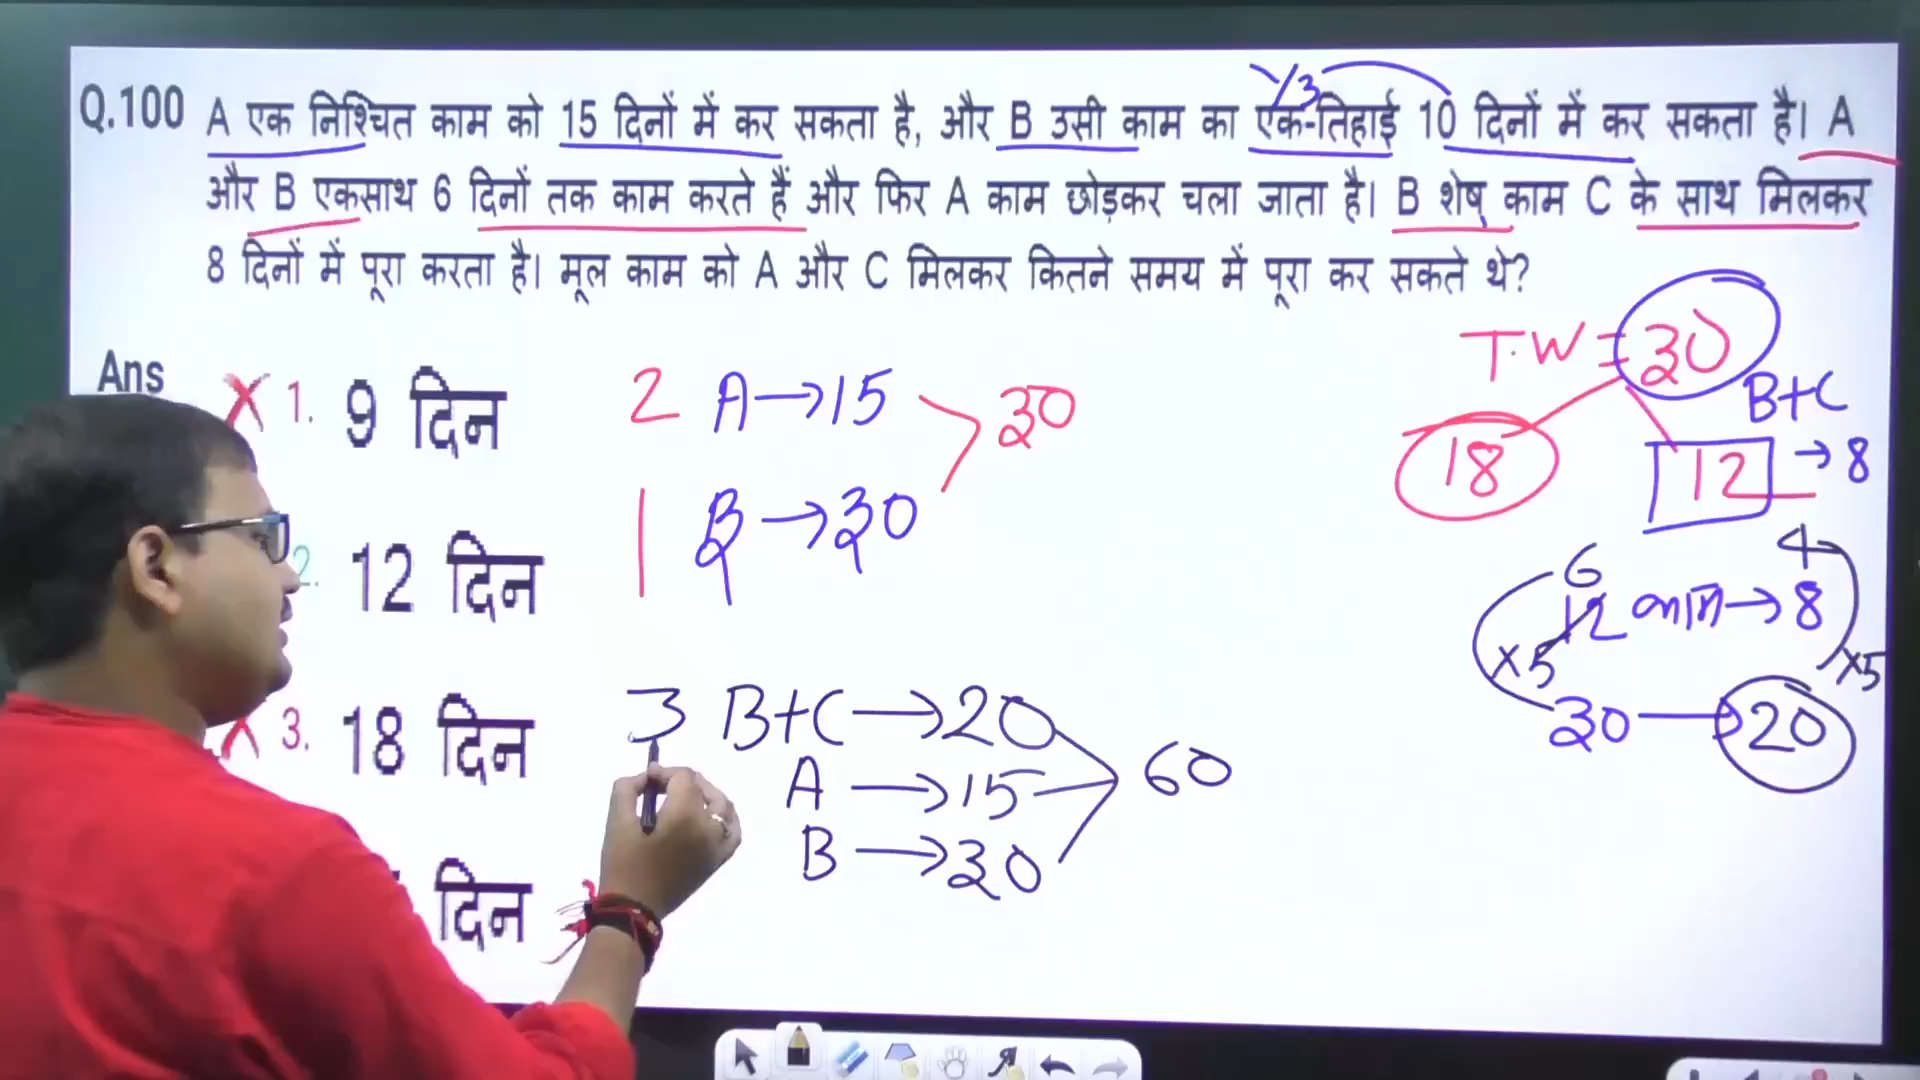 Q.100 A एक निश्चित काम को 15 दिनों में कर सकता है, और B उसी काम का एक-तिहाई 10 दिनों में कर सकता है। A
और B एकसाथ 6 दिनों तक काम करते हैं और फिर A काम छोड़कर चला जाता है। B शेष काम C के साथ मिलकर
8 दिनों में पूरा करता है। मूल काम को A और C मिलकर कितने समय में पूरा कर सकते थे?
1/3
Ans
X 1. 9 दिन
2. 12 दिन
X 3. 18 दिन
दिन
2 A→15
30
1 B→30
3 B+C→20
A→15
B→30
60
T.W = 30
B+C
18
12 →8
6 4
12 काम→8
×5 ×5
30→20